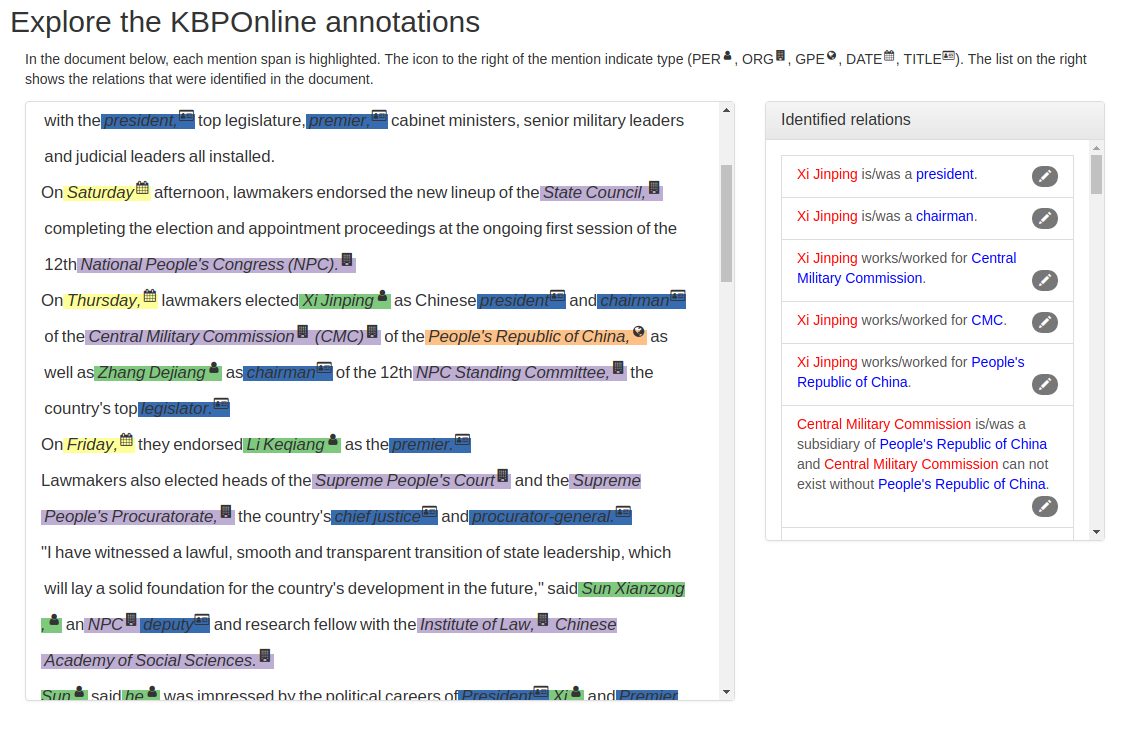 Explore the KBPOnline annotations
In the document below, each mention span is highlighted. The icon to the right of the mention indicate type (PER, ORG, GPE, DATE, TITLE). The list on the right
shows the relations that were identified in the document.
with the president, top legislature, premier, cabinet ministers, senior military leaders
and judicial leaders all installed.
On Saturday afternoon, lawmakers endorsed the new lineup of the State Council,
completing the election and appointment proceedings at the ongoing first session of the
12th National People's Congress (NPC).
On Thursday, lawmakers elected Xi Jinping as Chinese president and chairman
of the Central Military Commission (CMC) of the People's Republic of China, as
well as Zhang Dejiang as chairman of the 12th NPC Standing Committee, the
country's top legislator.
On Friday, they endorsed Li Keqiang as the premier.
Lawmakers also elected heads of the Supreme People's Court and the Supreme
People's Procuratorate, the country's chief justice and procurator-general.
"I have witnessed a lawful, smooth and transparent transition of state leadership, which
will lay a solid foundation for the country's development in the future," said Sun Xianzong
, an NPC deputy and research fellow with the Institute of Law, Chinese
Academy of Social Sciences.
Sun said he was impressed by the political careers of President Xi and Premier
Identified relations
Xi Jinping is/was a president.
Xi Jinping is/was a chairman.
Xi Jinping works/worked for Central
Military Commission.
Xi Jinping works/worked for CMC.
Xi Jinping works/worked for People's
Republic of China.
Central Military Commission is/was a
subsidiary of People's Republic of China
and Central Military Commission can not
exist without People's Republic of China.